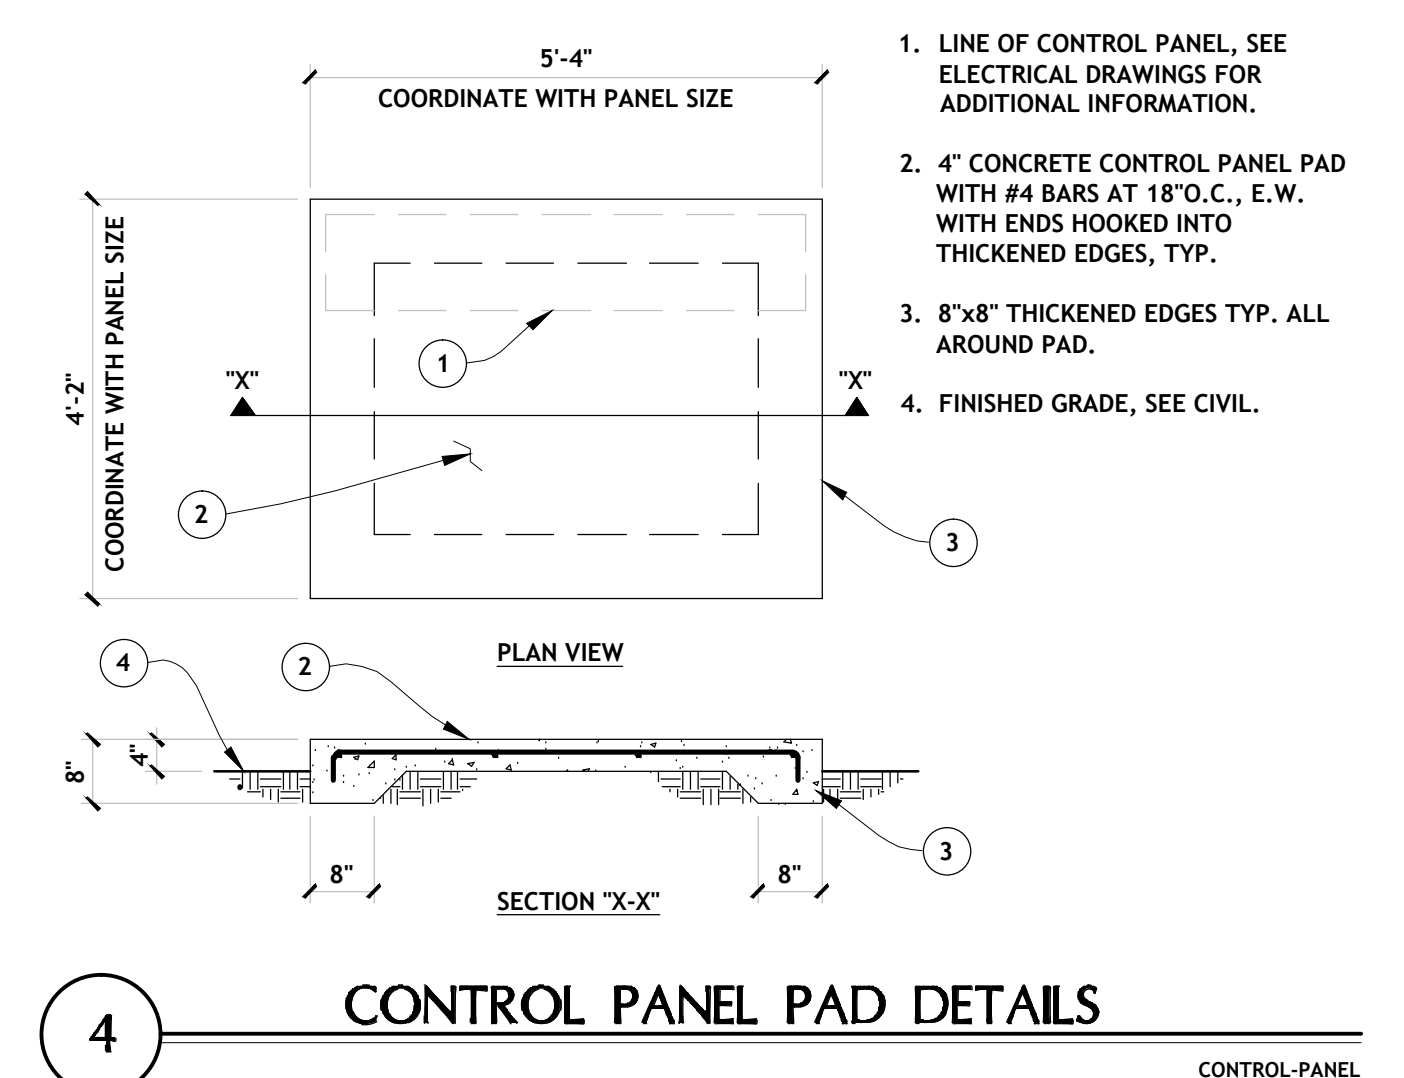 5'-4"
COORDINATE WITH PANEL SIZE
4'-2"
COORDINATE WITH PANEL SIZE
"X"
"X"
1
2
3
PLAN VIEW
1. LINE OF CONTROL PANEL, SEE
ELECTRICAL DRAWINGS FOR
ADDITIONAL INFORMATION.
2. 4" CONCRETE CONTROL PANEL PAD
WITH #4 BARS AT 18"O.C., E.W.
WITH ENDS HOOKED INTO
THICKENED EDGES, TYP.
3. 8"x8" THICKENED EDGES TYP. ALL
AROUND PAD.
4. FINISHED GRADE, SEE CIVIL.
4
2
8"
4"
3
8"
8"
SECTION "X-X"
4
CONTROL PANEL PAD DETAILS
CONTROL-PANEL